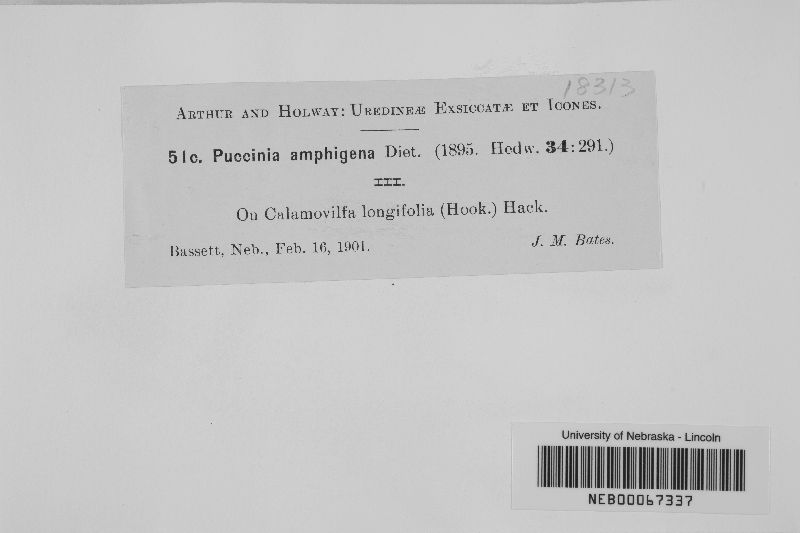 18313
ARTHUR AND HOLWAY: UREDINEÆ EXSICCATÆ ET ICONES.
51c. Puccinia amphigena Diet. (1895. Hedw. 34:291.)
III.
On Calamovilfa longifolia (Hook.) Hack.
Bassett, Neb., Feb. 16, 1901. J. M. Bates.
University of Nebraska - Lincoln
NEB00067337